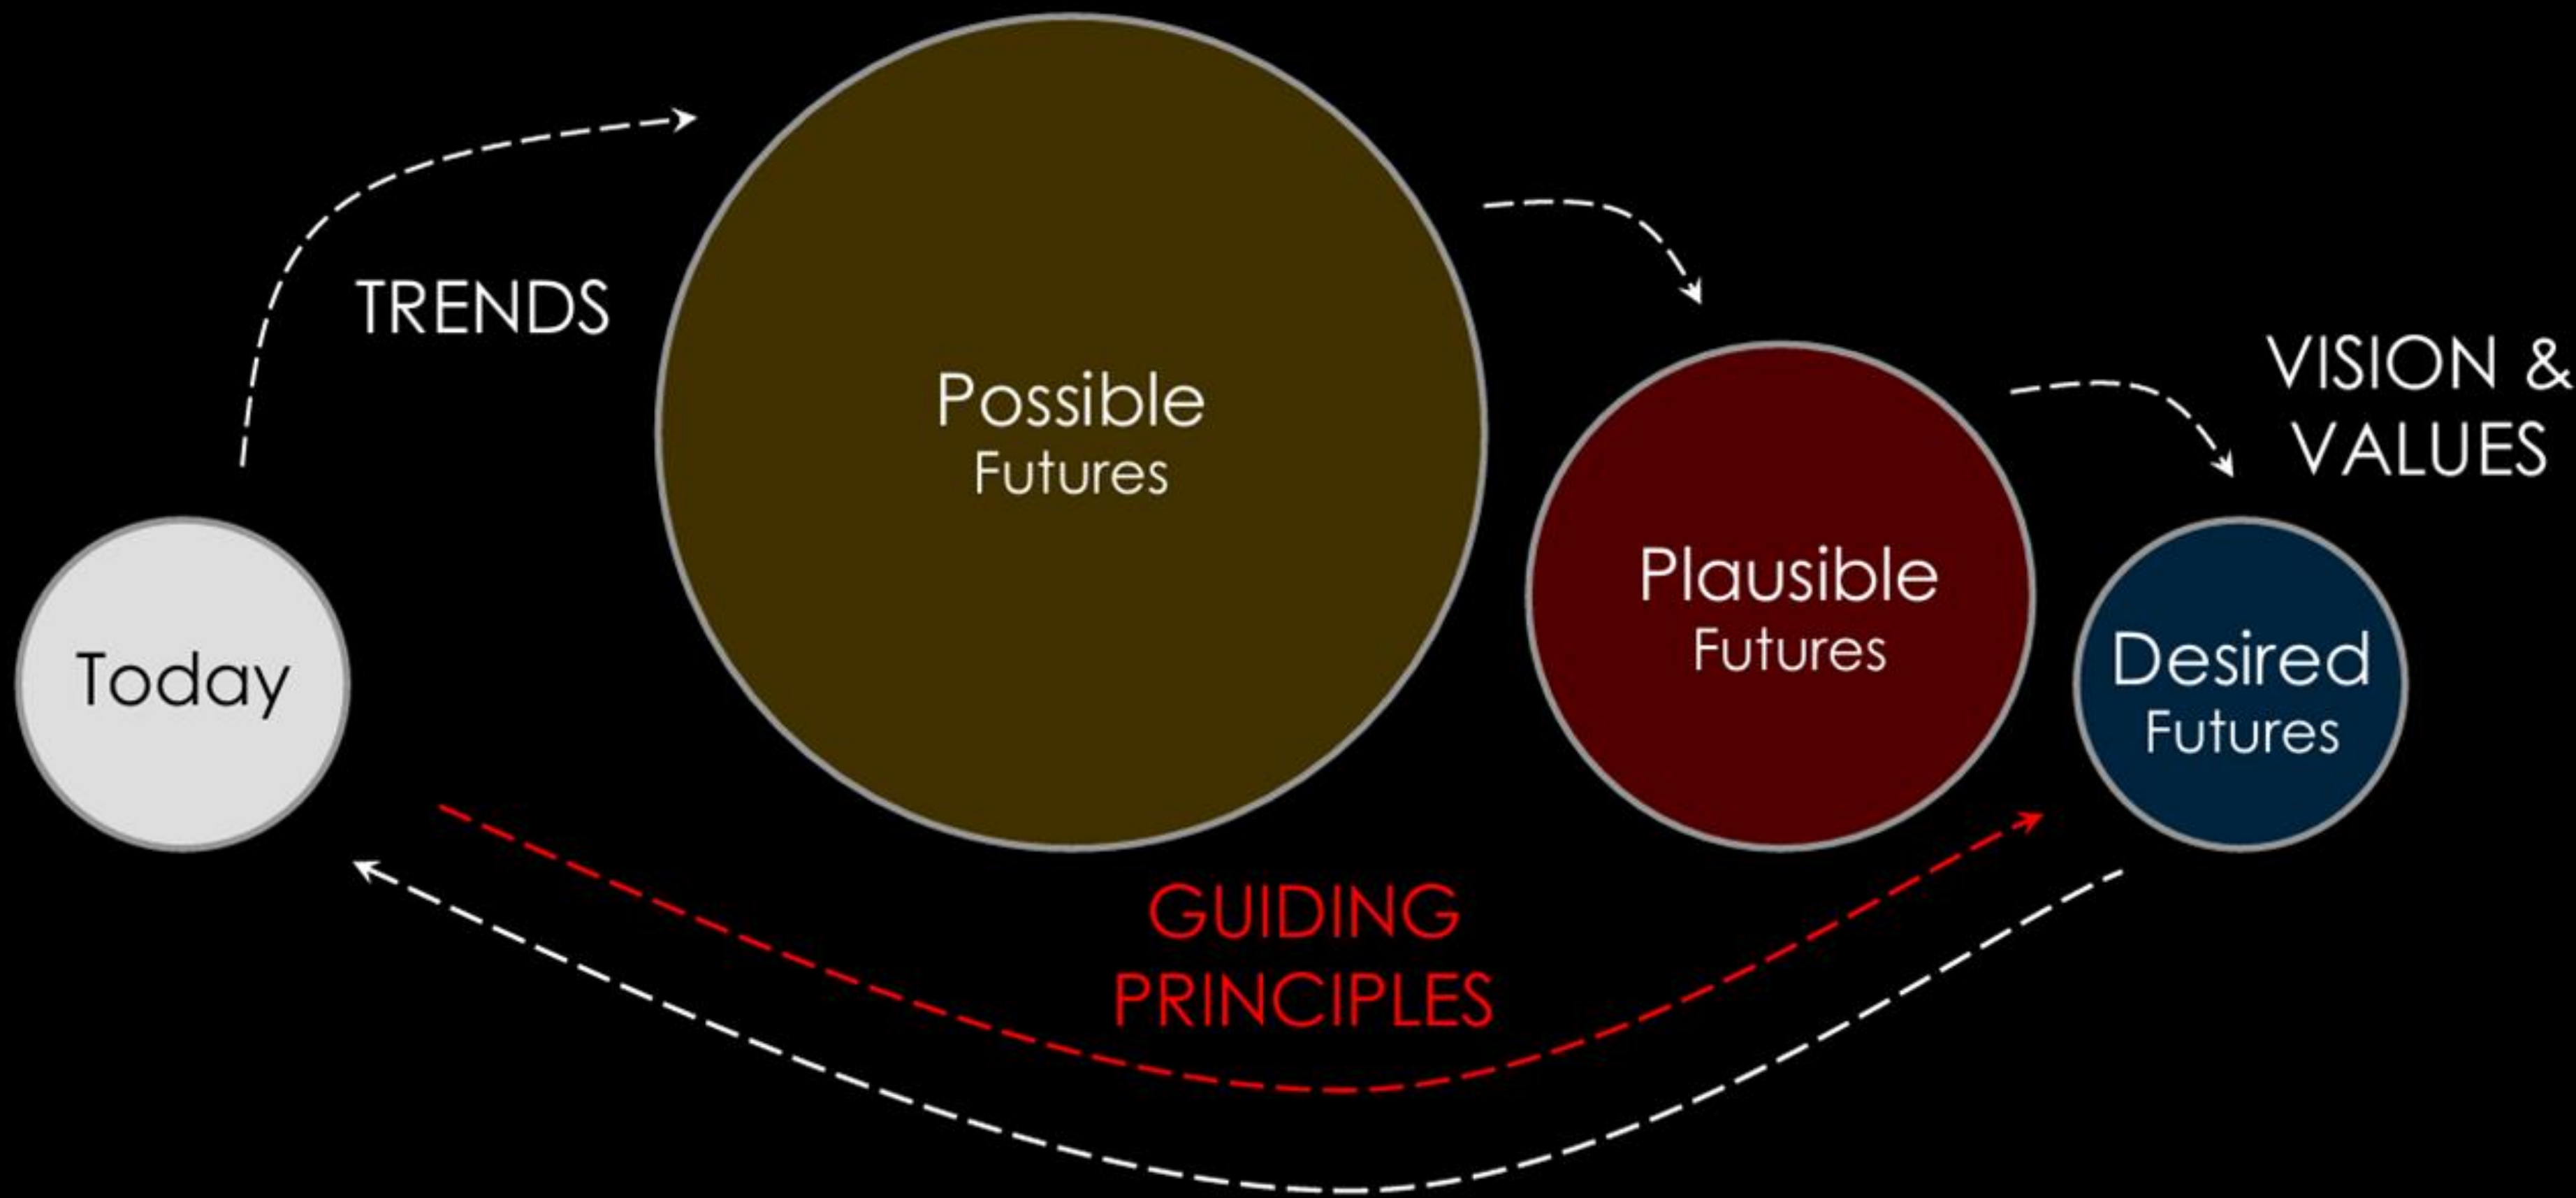 TRENDS
Possible
Futures
VISION &
VALUES
Plausible
Futures
Today
Desired
Futures
GUIDING
PRINCIPLES